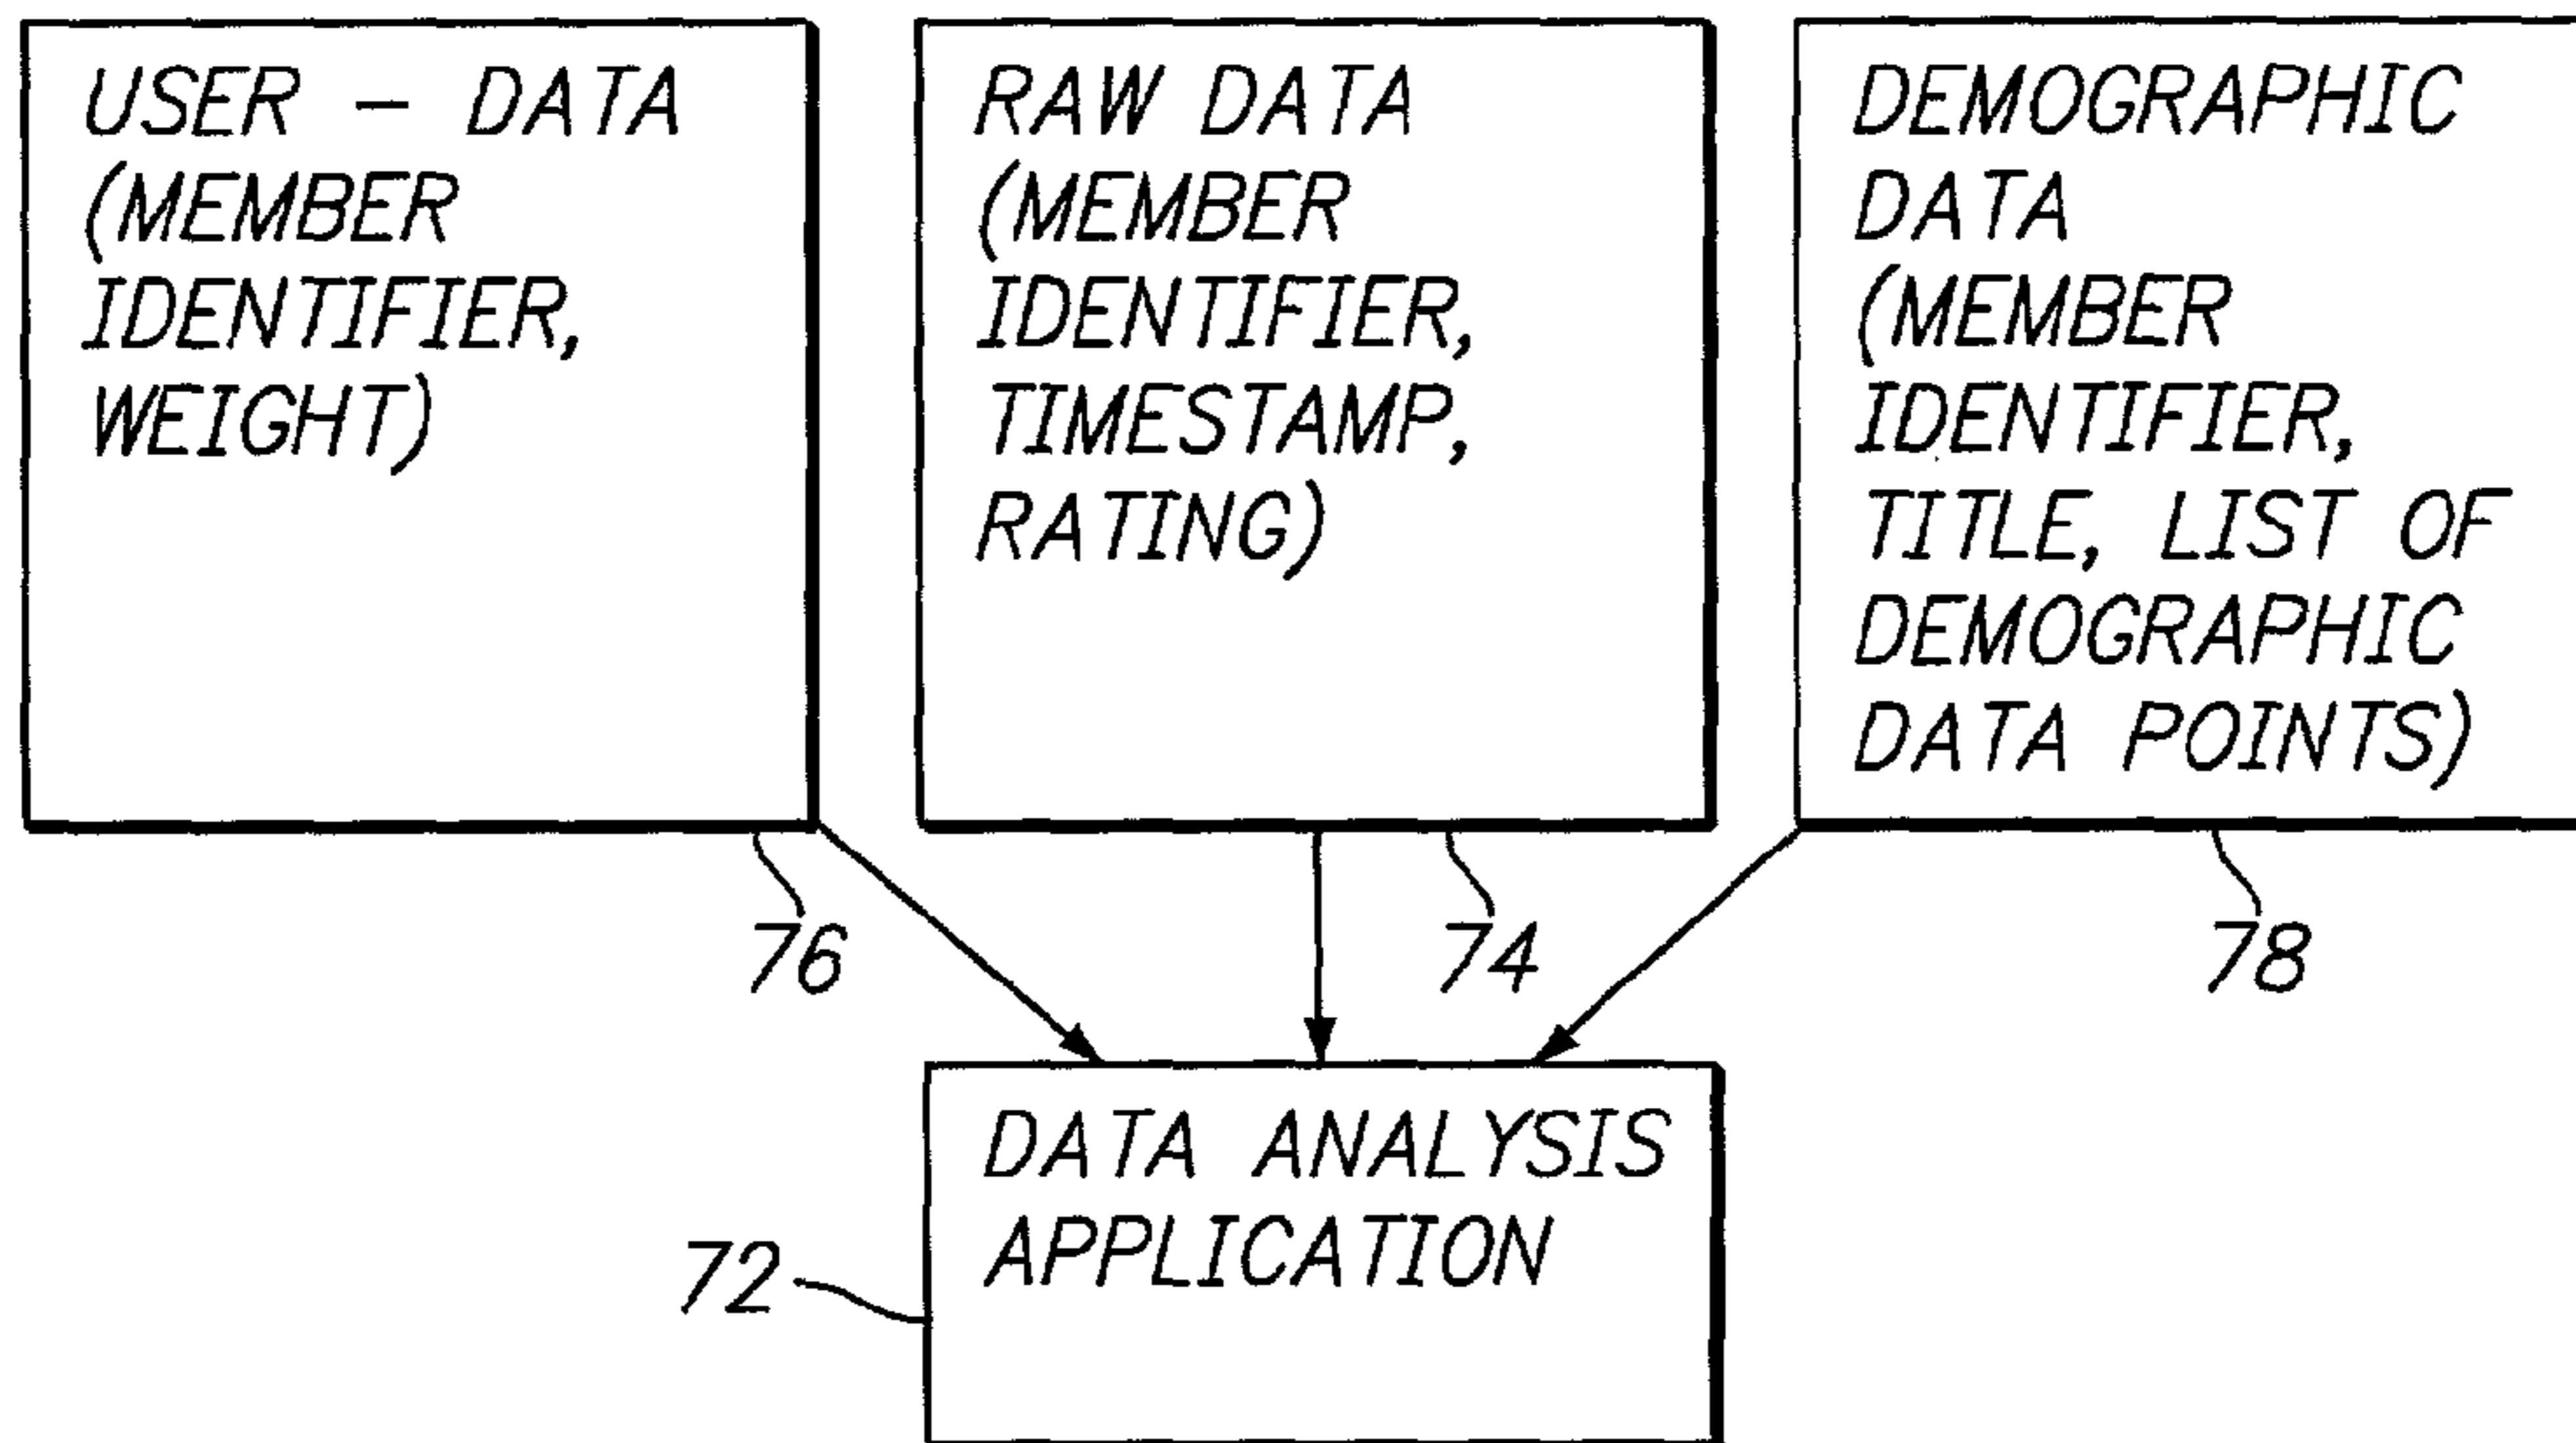 USER - DATA
(MEMBER
IDENTIFIER,
WEIGHT)
76
RAW DATA
(MEMBER
IDENTIFIER,
TIMESTAMP,
RATING)
74
DEMOGRAPHIC
DATA
(MEMBER
IDENTIFIER,
TITLE, LIST OF
DEMOGRAPHIC
DATA POINTS)
78
DATA ANALYSIS
APPLICATION
72